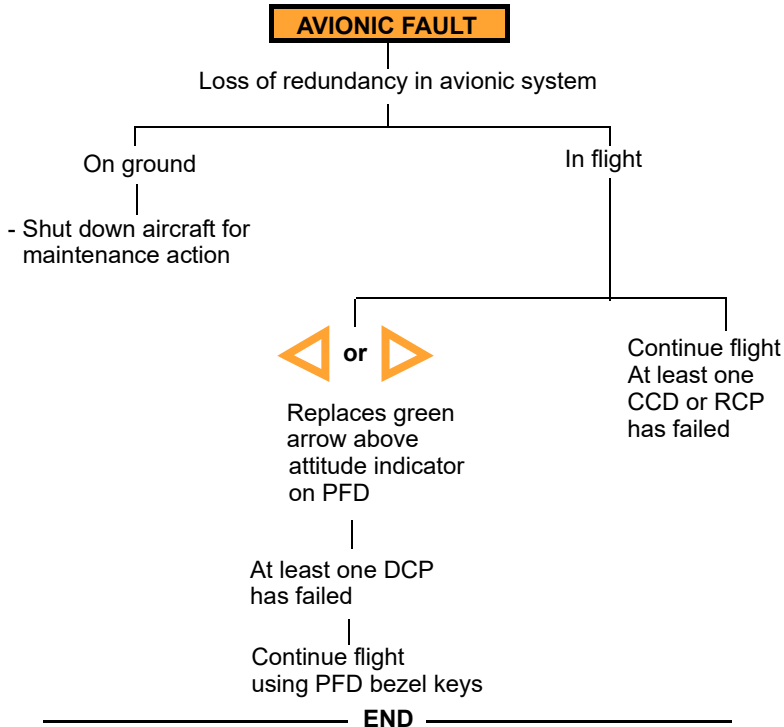 AVIONIC FAULT
Loss of redundancy in avionic system
On ground
- Shut down aircraft for
maintenance action
In flight
or
Replaces green
arrow above
attitude indicator
on PFD
At least one DCP
has failed
Continue flight
using PFD bezel keys
Continue flight
At least one
CCD or RCP
has failed
END